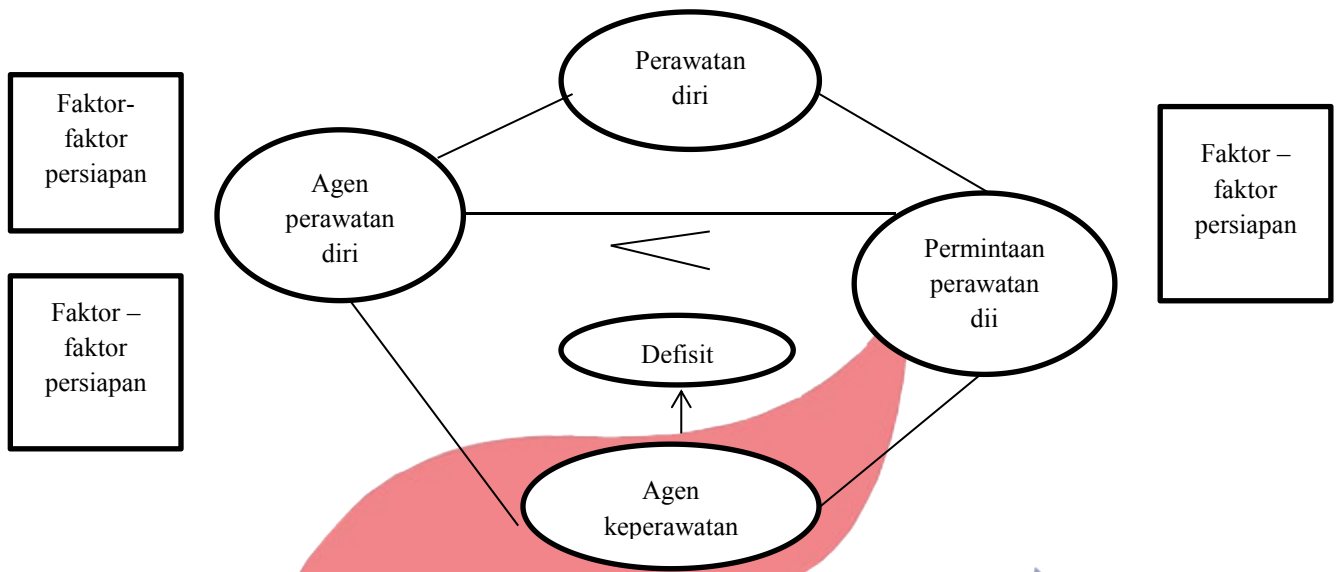 Perawatan
diri
Faktor-
faktor
persiapan
Agen
perawatan
diri
Faktor –
faktor
persiapan
Permintaan
perawatan
dii
Faktor –
faktor
persiapan
Defisit
Agen
keperawatan